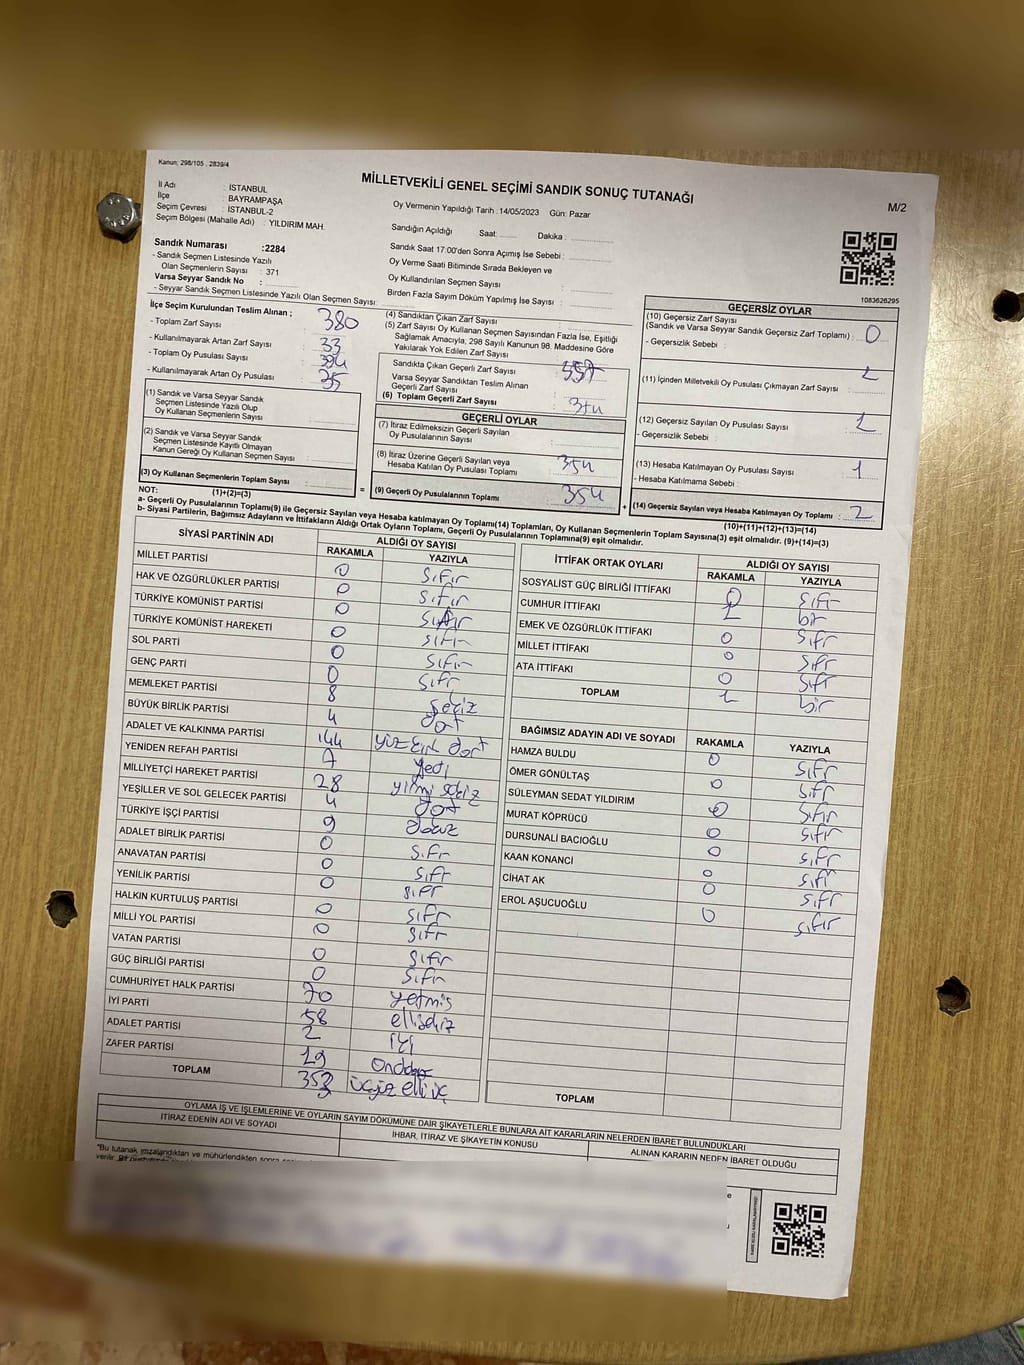 Kanun: 298/105 , 2839/4
MİLLETVEKİLİ GENEL SEÇİMİ SANDIK SONUÇ TUTANAĞI
M/2
İl Adı : İSTANBUL
İlçe : BAYRAMPAŞA
Seçim Çevresi : İSTANBUL-2
Seçim Bölgesi (Mahalle Adı) : YILDIRIM MAH.
Oy Vermenin Yapıldığı Tarih : 14/05/2023 Gün: Pazar
Sandığın Açıldığı Saat: Dakika :
Sandık Numarası :2284
- Sandık Seçmen Listesinde Yazılı
Olan Seçmenlerin Sayısı : 371
Varsa Seyyar Sandık No :
- Seyyar Sandık Seçmen Listesinde Yazılı Olan Seçmen Sayısı:
Sandık Saat 17:00'den Sonra Açımış İse Sebebi :
Oy Verme Saati Bitiminde Sırada Bekleyen ve
Oy Kullandırılan Seçmen Sayısı :
Birden Fazla Sayım Döküm Yapılmış İse Sayısı :
1083626295
İlçe Seçim Kurulundan Teslim Alınan ;
- Toplam Zarf Sayısı 380
- Kullanılmayarak Artan Zarf Sayısı 33
- Toplam Oy Pusulası Sayısı
- Kullanılmayarak Artan Oy Pusulası 35
(1) Sandık ve Varsa Seyyar Sandık
Seçmen Listesinde Yazılı Olup
Oy Kullanan Seçmenlerin Sayısı :
(2) Sandık ve Varsa Seyyar Sandık
Seçmen Listesinde Kayıtlı Olmayan
Kanun Gereği Oy Kullanan Seçmen Sayısı :
(3) Oy Kullanan Seçmenlerin Toplam Sayısı :
(1)+(2)=(3)
(4) Sandıktan Çıkan Zarf Sayısı
(5) Zarf Sayısı Oy Kullanan Seçmen Sayısından Fazla İse, Eşitliği
Sağlamak Amacıyla, 298 Sayılı Kanunun 98. Maddesine Göre
Yakılarak Yok Edilen Zarf Sayısı
Sandıkta Çıkan Geçerli Zarf Sayısı :
Varsa Seyyar Sandıktan Teslim Alınan
Geçerli Zarf Sayısı
(6) Toplam Geçerli Zarf Sayısı :
GEÇERLİ OYLAR
(7) İtiraz Edilmeksizin Geçerli Sayılan
Oy Pusulalarının Sayısı :
(8) İtiraz Üzerine Geçerli Sayılan veya
Hesaba Katılan Oy Pusulası Toplamı : 354
= (9) Geçerli Oy Pusulalarının Toplamı : 354 +
GEÇERSİZ OYLAR
(10) Geçersiz Zarf Sayısı
(Sandık ve Varsa Seyyar Sandık Geçersiz Zarf Toplamı) : 0
- Geçersizlik Sebebi :
(11) İçinden Milletvekili Oy Pusulası Çıkmayan Zarf Sayısı :
(12) Geçersiz Sayılan Oy Pusulası Sayısı : 1
- Geçersizlik Sebebi :
(13) Hesaba Katılmayan Oy Pusulası Sayısı : 1
- Hesaba Katılmama Sebebi :
(14) Geçersiz Sayılan veya Hesaba Katılmayan Oy Toplamı : 2
(10)+(11)+(12)+(13)=(14)
NOT:
a- Geçerli Oy Pusulalarının Toplamı(9) ile Geçersiz Sayılan veya Hesaba Katılmayan Oy Toplamı(14) Toplamları, Oy Kullanan Seçmenlerin Toplam Sayısına(3) eşit olmalıdır. (9)+(14)=(3)
b- Siyasi Partilerin, Bağımsız Adayların ve İttifakların Aldığı Ortak Oyların Toplamı, Geçerli Oy Pusulalarının Toplamına(9) eşit olmalıdır.
SİYASİ PARTİNİN ADI ALDIĞI OY SAYISI
RAKAMLA YAZIYLA
MİLLET PARTİSİ 0 sıfır
HAK VE ÖZGÜRLÜKLER PARTİSİ 0 sıfır
TÜRKİYE KOMÜNİST PARTİSİ 0 sıfır
TÜRKİYE KOMÜNİST HAREKETİ 0 sıfır
SOL PARTİ 0 sıfır
GENÇ PARTİ 0 sıfr
MEMLEKET PARTİSİ 8 sekiz
BÜYÜK BİRLİK PARTİSİ 4 dört
ADALET VE KALKINMA PARTİSİ 144 yüz kırk dört
YENİDEN REFAH PARTİSİ 7 yedi
MİLLİYETÇİ HAREKET PARTİSİ 28 yirmi sekiz
YEŞİLLER VE SOL GELECEK PARTİSİ 4 dört
TÜRKİYE İŞÇİ PARTİSİ 9 dokuz
ADALET BİRLİK PARTİSİ 0 sıfr
ANAVATAN PARTİSİ 0 sıfr
YENİLİK PARTİSİ 0 sıfr
HALKIN KURTULUŞ PARTİSİ 0 sıfr
MİLLİ YOL PARTİSİ 0 sıfr
VATAN PARTİSİ 0 sıfır
GÜÇ BİRLİĞİ PARTİSİ 0 sıfır
CUMHURİYET HALK PARTİSİ 70 yetmiş
İYİ PARTİ 58 ellisekiz
ADALET PARTİSİ 2 iki
ZAFER PARTİSİ 19 ondokuz
TOPLAM 353 üçyüz elli üç
İTTİFAK ORTAK OYLARI ALDIĞI OY SAYISI
RAKAMLA YAZIYLA
SOSYALİST GÜÇ BİRLİĞİ İTTİFAKI 0 sıfır
CUMHUR İTTİFAKI 1 bir
EMEK VE ÖZGÜRLÜK İTTİFAKI 0 sıfr
MİLLET İTTİFAKI 0 sıfr
ATA İTTİFAKI 0 sıfr
TOPLAM 1 bir
BAĞIMSIZ ADAYIN ADI VE SOYADI RAKAMLA YAZIYLA
HAMZA BULDU 0 sıfr
ÖMER GÖNÜLTAŞ 0 sıfr
SÜLEYMAN SEDAT YILDIRIM 0 sıfır
MURAT KÖPRÜCÜ 0 sıfır
DURSUNALİ BACIOĞLU 0 sıfr
KAAN KONANCI 0 sıfr
CİHAT AK 0 sıfr
EROL AŞUCUOĞLU 0 sıfır
TOPLAM
OYLAMA İŞ VE İŞLEMLERİNE VE OYLARIN SAYIM DÖKÜMÜNE DAİR ŞİKAYETLERLE BUNLARA AİT KARARLARIN NELERDEN İBARET BULUNDUKLARI
İTİRAZ EDENİN ADI VE SOYADI İHBAR, İTİRAZ VE ŞİKAYETİN KONUSU ALINAN KARARIN NEDEN İBARET OLDUĞU
"Bu tutanak imzalandıktan ve mühürlendikten sonra